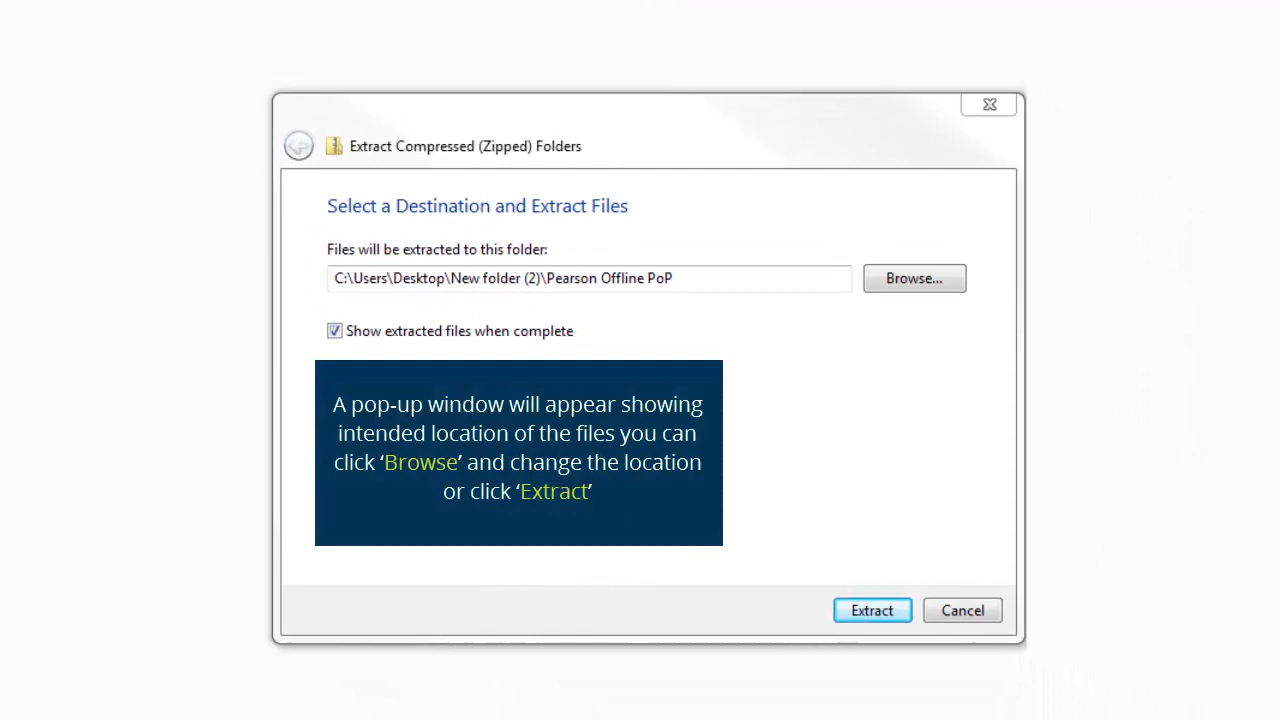 Extract Compressed (Zipped) Folders
Select a Destination and Extract Files
Files will be extracted to this folder:
C:\Users\Desktop\New folder (2)\Pearson Offline PoP
Browse...
Show extracted files when complete
A pop-up window will appear showing
intended location of the files you can
click ‘Browse’ and change the location
or click ‘Extract’
Extract
Cancel